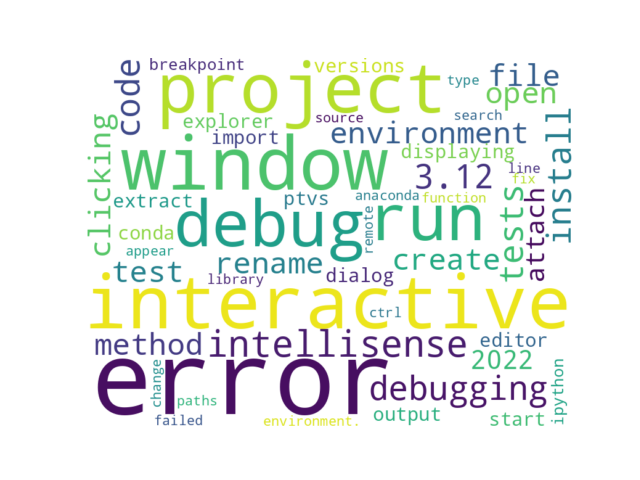 breakpoint
versions
code
project
type
file
open
explorer
source
search
clicking
import
environment
install
window
displaying
line
3.12
fix
extract
ptvs
anaconda
function
tests
attach
debug
run
conda
remote
appear
test
rename
library
dialog
create
interactive
ctrl
method
intellisense
editor
error
2022
change
debugging
ipython
paths
output
start
failed
environment.